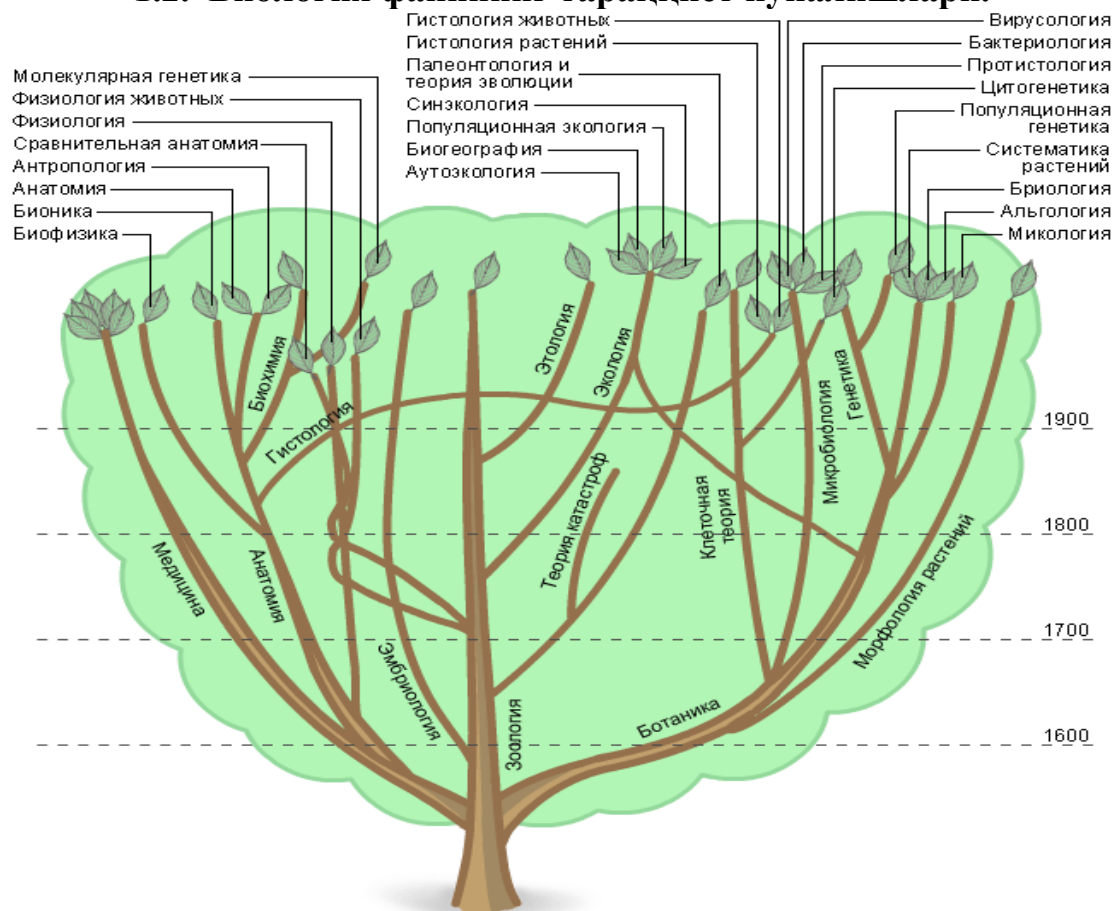 Гистология животных
Гистология растений
Палеонтология и
теория эволюции
Синэкология
Популяционная экология
Биогеография
Аутоэкология
Вирусология
Бактериология
Протистология
Цитогенетика
Популяционная
генетика
Систематика
растений
Бриология
Альгология
Микология
Молекулярная генетика
Физиология животных
Физиология
Сравнительная анатомия
Антропология
Анатомия
Бионика
Биофизика
Биохимия
Гистология
Этология
Экология
Теория катастроф
Клеточная
теория
Микробиология
Генетика
Медицина
Анатомия
Эмбриология
Зоология
Ботаника
Морфология растений
1900
1800
1700
1600